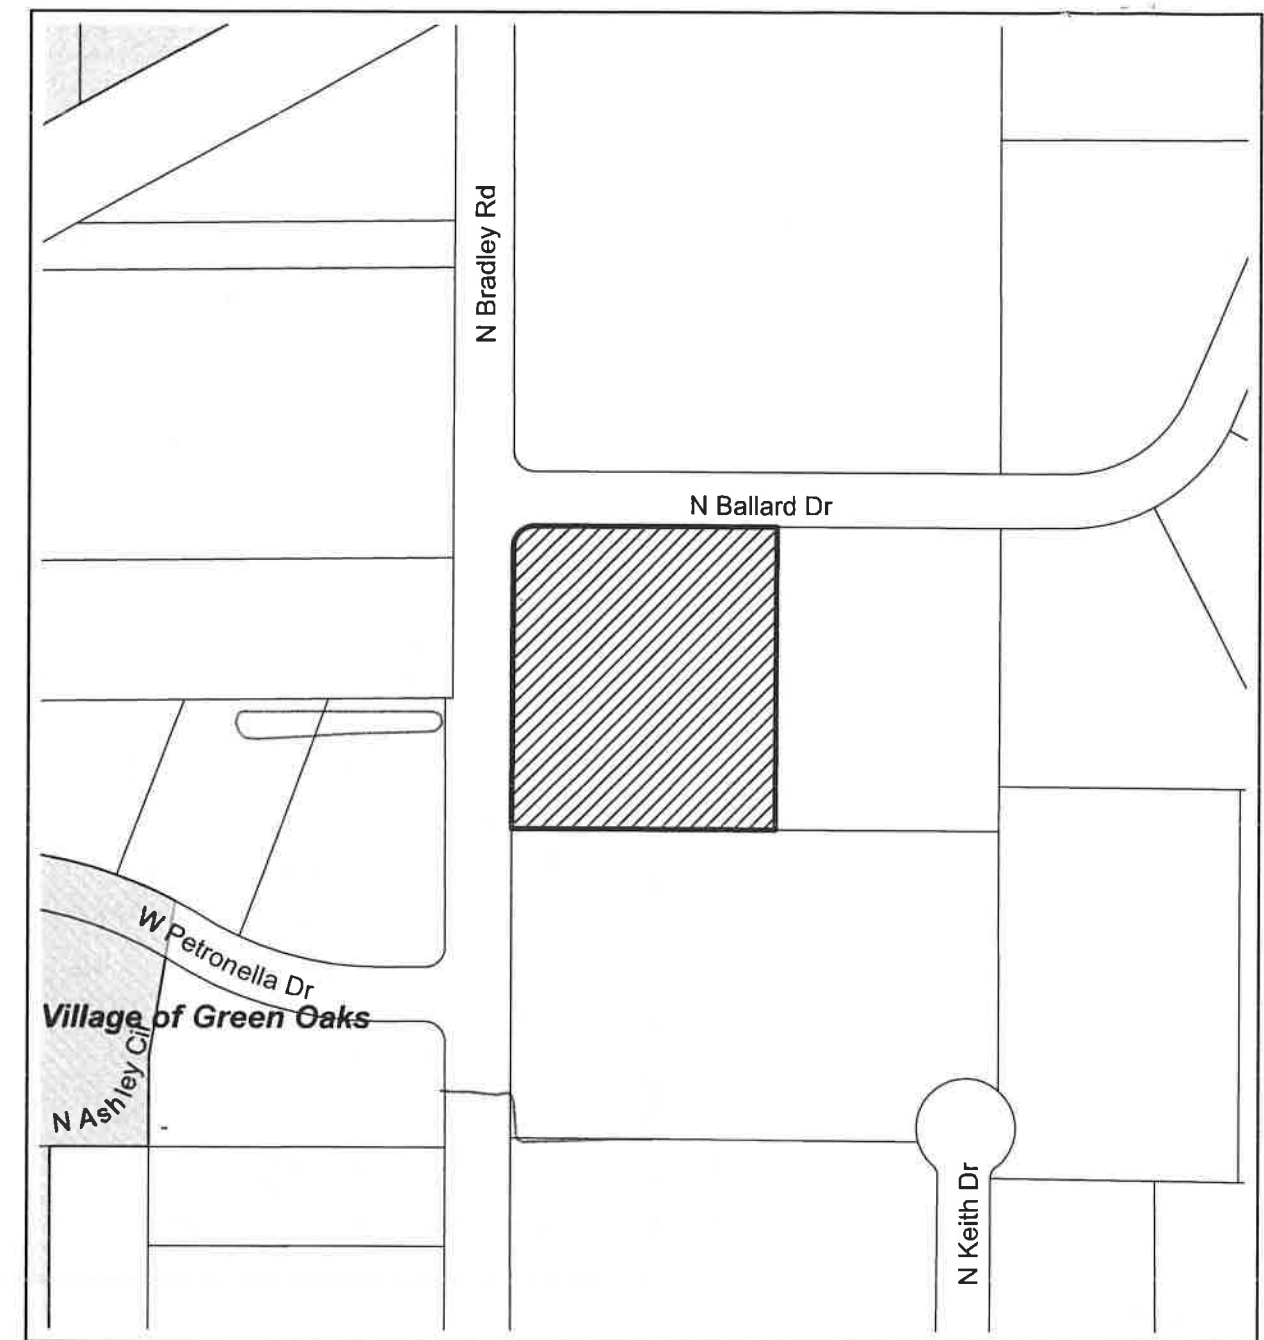 N Bradley Rd
N Ballard Dr
W Petronella Dr
Village of Green Oaks
N Ashley Cir
N Keith Dr